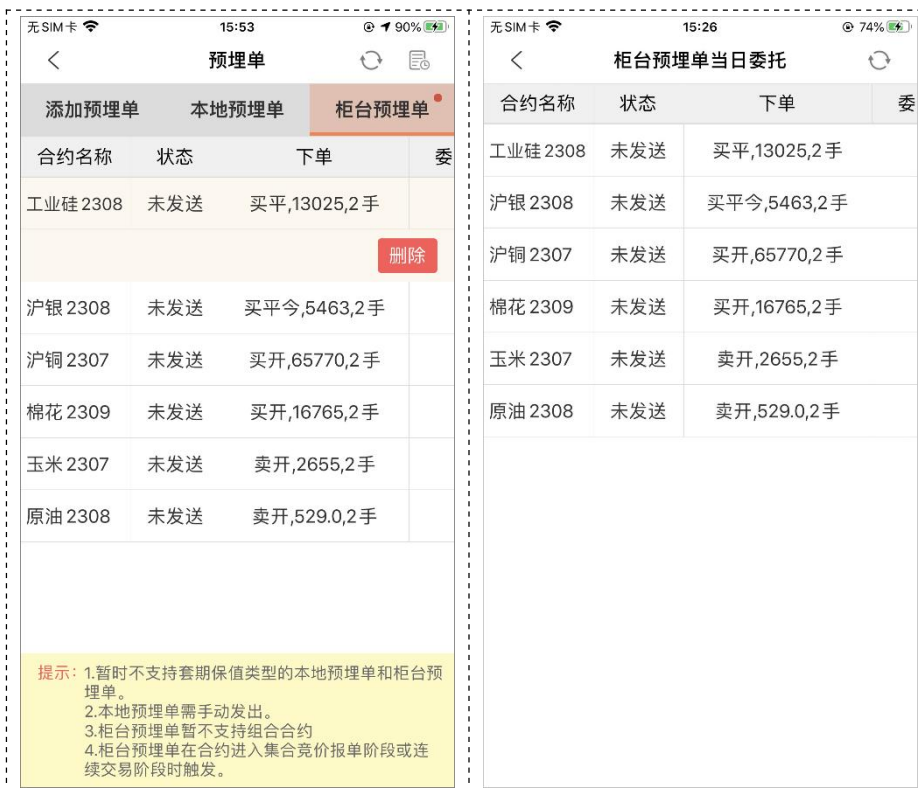 无SIM卡 15:53 90%
预埋单
添加预埋单 本地预埋单 柜台预埋单
合约名称 状态 下单 委
工业硅2308 未发送 买平,13025,2手
删除
沪银2308 未发送 买平今,5463,2手
沪铜2307 未发送 买开,65770,2手
棉花2309 未发送 买开,16765,2手
玉米2307 未发送 卖开,2655,2手
原油2308 未发送 卖开,529.0,2手
提示：1.暂时不支持套期保值类型的本地预埋单和柜台预
埋单。
2.本地预埋单需手动发出。
3.柜台预埋单暂不支持组合合约
4.柜台预埋单在合约进入集合竞价报单阶段或连
续交易阶段时触发。
无SIM卡 15:26 74%
柜台预埋单当日委托
合约名称 状态 下单 委
工业硅2308 未发送 买平,13025,2手
沪银2308 未发送 买平今,5463,2手
沪铜2307 未发送 买开,65770,2手
棉花2309 未发送 买开,16765,2手
玉米2307 未发送 卖开,2655,2手
原油2308 未发送 卖开,529.0,2手